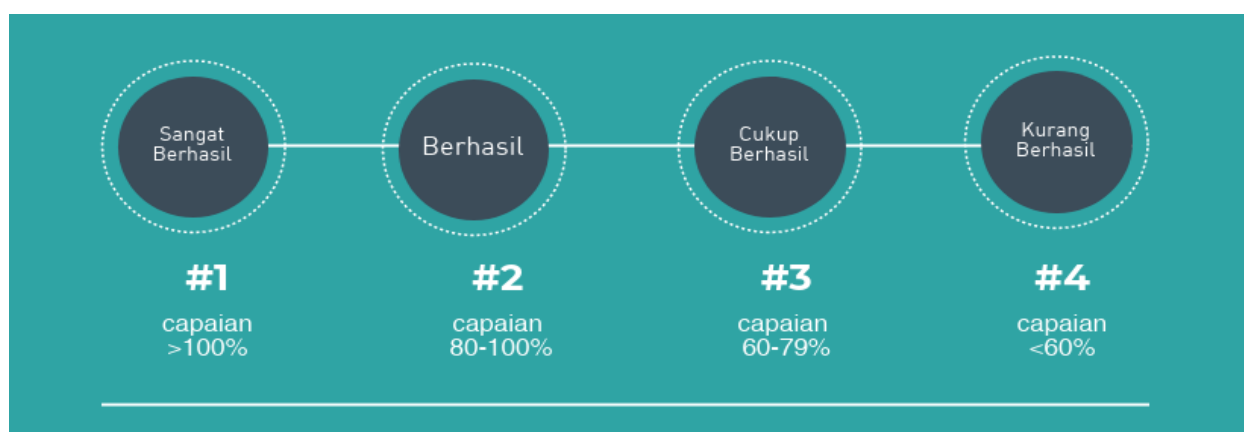 Sangat
Berhasil
Berhasil
Cukup
Berhasil
Kurang
Berhasil
#1
#2
#3
#4
capaian
>100%
capaian
80-100%
capaian
60-79%
capaian
<60%